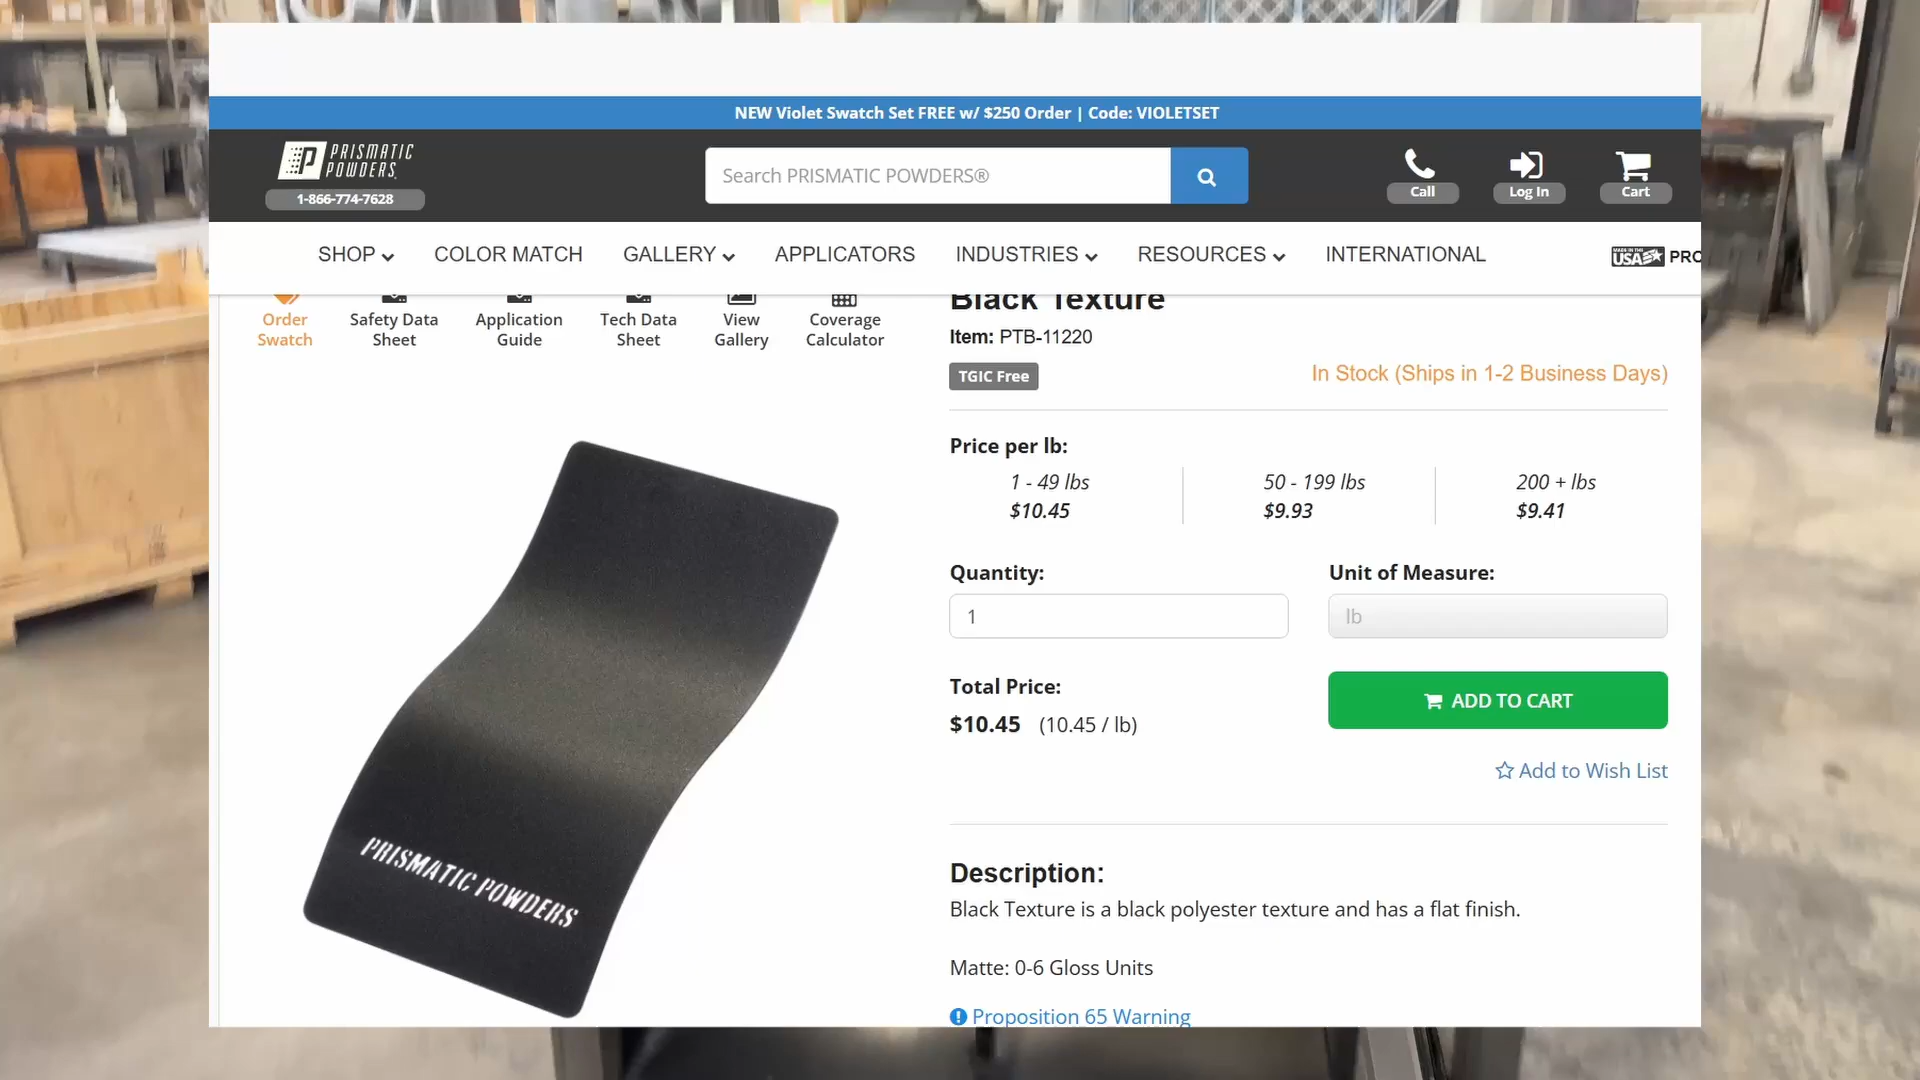 NEW Violet Swatch Set FREE w/ $250 Order | Code: VIOLETSET
PRISMATIC
POWDERS
1-866-774-7628
Search PRISMATIC POWDERS®
Call
Log In
Cart
SHOP
COLOR MATCH
GALLERY
APPLICATORS
INDUSTRIES
RESOURCES
INTERNATIONAL
MADE IN THE
USA
PRO
Order
Swatch
Safety Data
Sheet
Application
Guide
Tech Data
Sheet
View
Gallery
Coverage
Calculator
Black Texture
Item: PTB-11220
TGIC Free
In Stock (Ships in 1-2 Business Days)
Price per lb:
1 - 49 lbs
$10.45
50 - 199 lbs
$9.93
200 + lbs
$9.41
Quantity:
1
Unit of Measure:
lb
Total Price:
$10.45 (10.45 / lb)
ADD TO CART
Add to Wish List
PRISMATIC POWDERS
Description:
Black Texture is a black polyester texture and has a flat finish.
Matte: 0-6 Gloss Units
Proposition 65 Warning